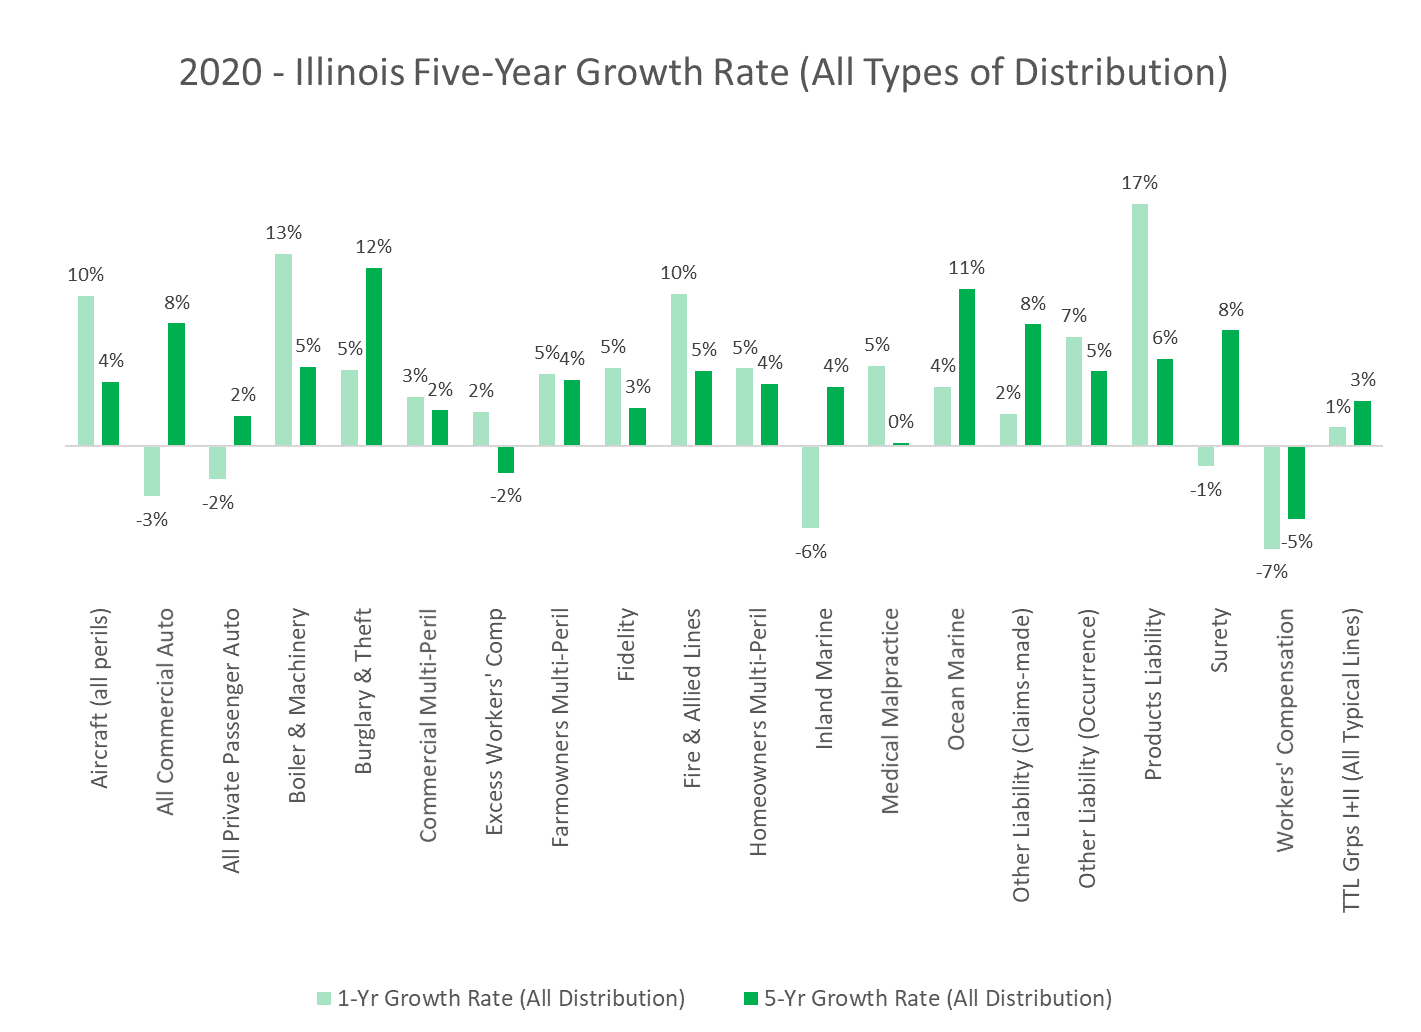 2020 - Illinois Five-Year Growth Rate (All Types of Distribution)
10%
4%
-3%
8%
-2%
2%
13%
5%
5%
12%
3%
2%
2%
-2%
5%
4%
5%
3%
10%
5%
5%
4%
-6%
4%
5%
0%
4%
11%
2%
8%
7%
5%
17%
6%
-1%
8%
-7%
-5%
1%
3%
Aircraft (all perils)
All Commercial Auto
All Private Passenger Auto
Boiler & Machinery
Burglary & Theft
Commercial Multi-Peril
Excess Workers' Comp
Farmowners Multi-Peril
Fidelity
Fire & Allied Lines
Homeowners Multi-Peril
Inland Marine
Medical Malpractice
Ocean Marine
Other Liability (Claims-made)
Other Liability (Occurrence)
Products Liability
Surety
Workers' Compensation
TTL Grps I+II (All Typical Lines)
1-Yr Growth Rate (All Distribution)
5-Yr Growth Rate (All Distribution)